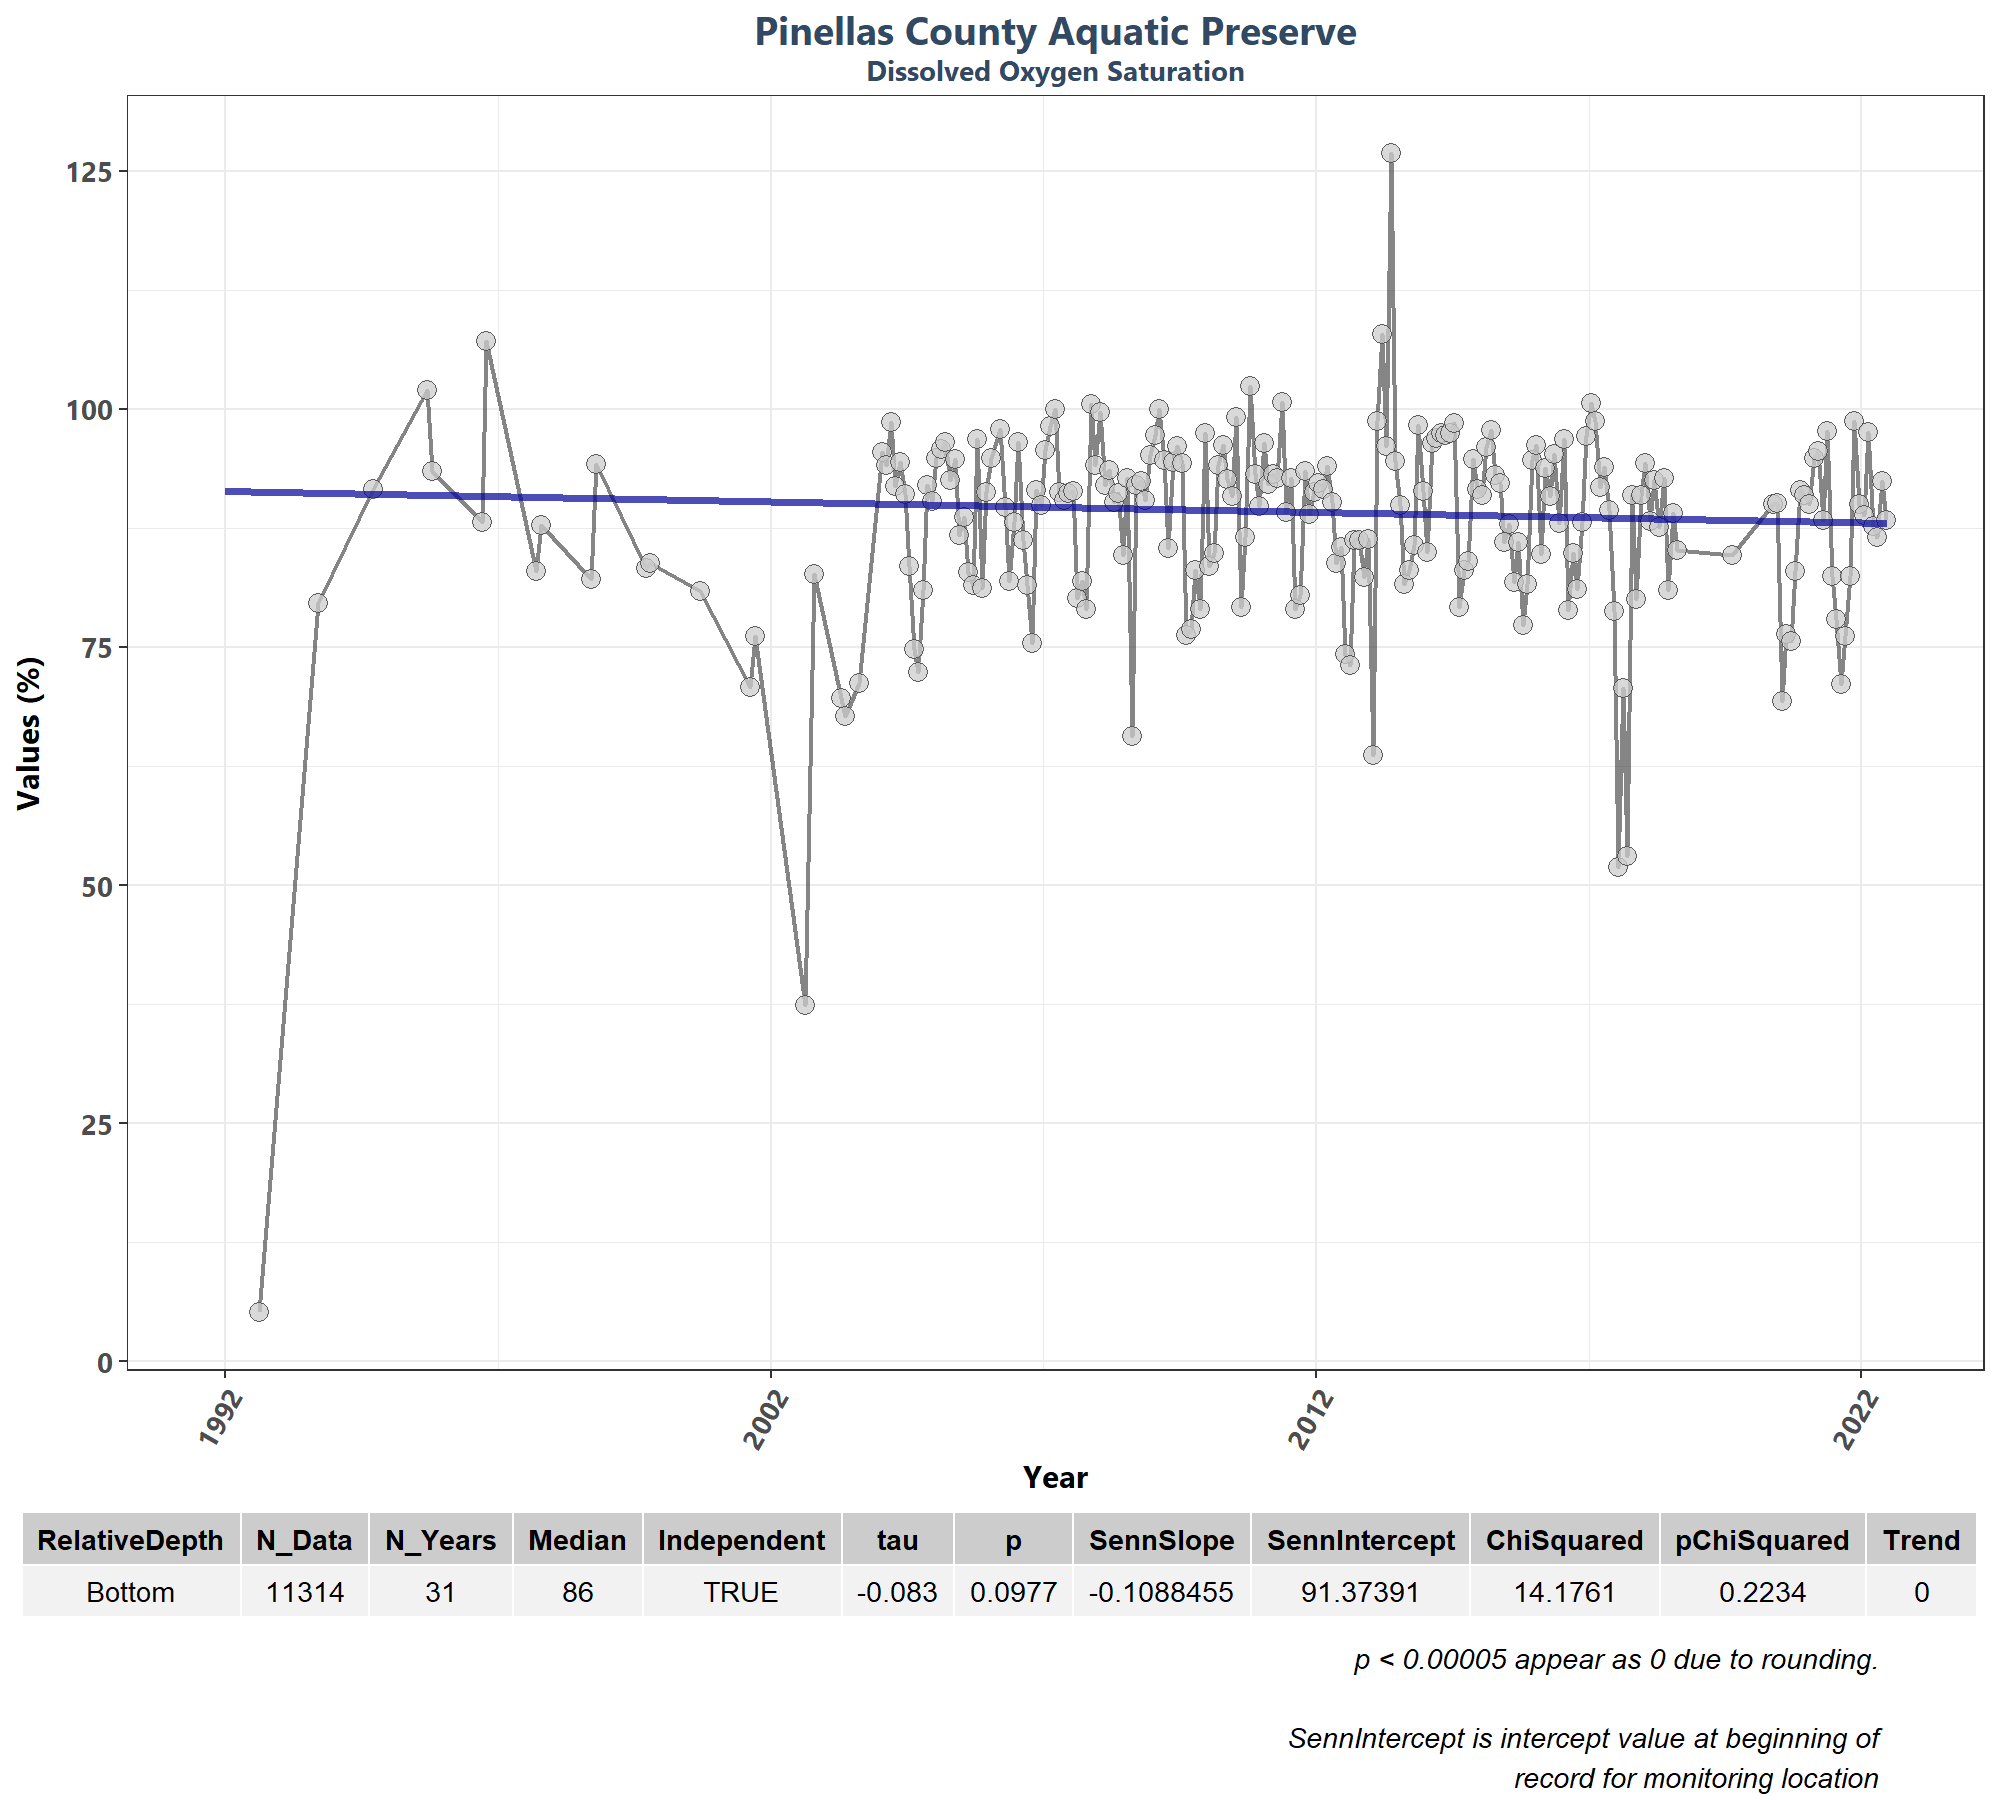 Pinellas County Aquatic Preserve
Dissolved Oxygen Saturation
Values (%)
125
100
75
50
25
0
1992
2002
2012
2022
Year
RelativeDepth N_Data N_Years Median Independent tau p SennSlope SennIntercept ChiSquared pChiSquared Trend
Bottom 11314 31 86 TRUE -0.083 0.0977 -0.1088455 91.37391 14.1761 0.2234 0
p < 0.00005 appear as 0 due to rounding.
SennIntercept is intercept value at beginning of
record for monitoring location